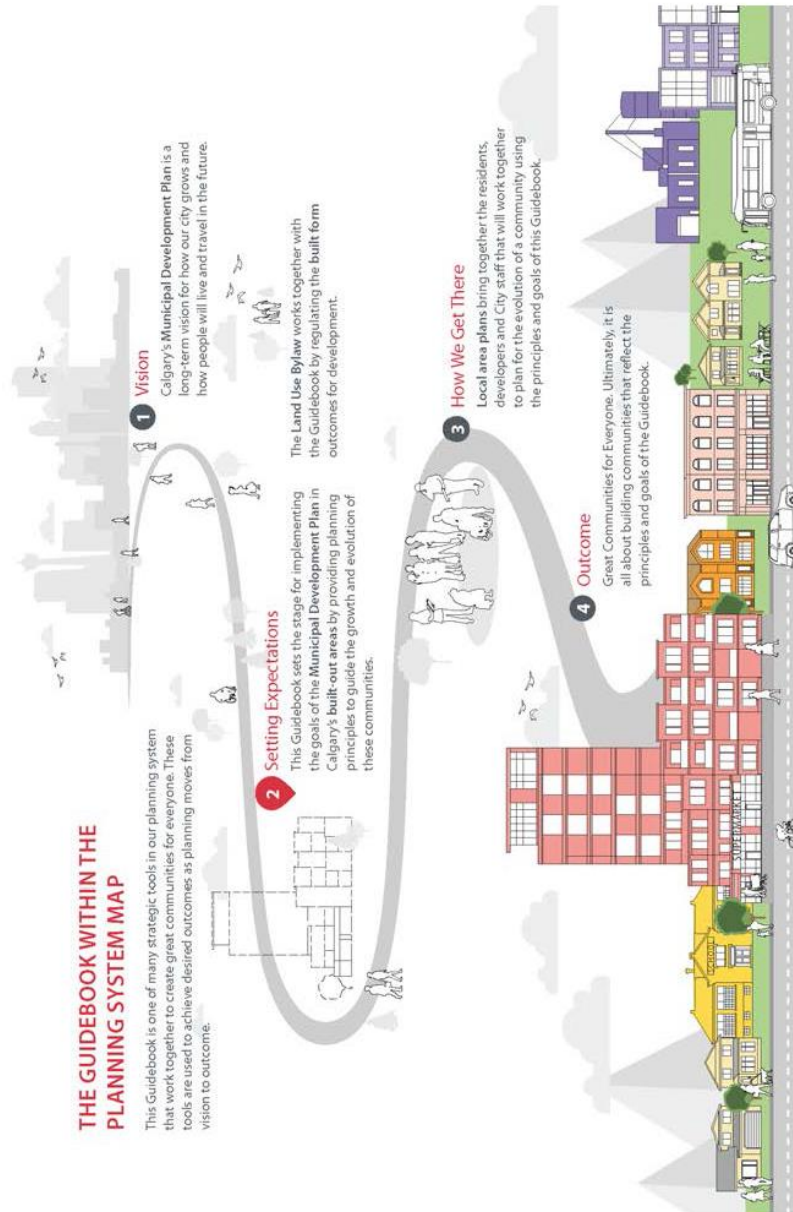 THE GUIDEBOOK WITHIN THE
PLANNING SYSTEM MAP
This Guidebook is one of many strategic tools in our planning system
that work together to create great communities for everyone. These
tools are used to achieve desired outcomes as planning moves from
vision to outcome.
1 Vision
Calgary's Municipal Development Plan is a
long-term vision for how our city grows and
how people will live and travel in the future.
2 Setting Expectations
This Guidebook sets the stage for implementing
the goals of the Municipal Development Plan in
Calgary's built-out areas by providing planning
principles to guide the growth and evolution of
these communities.
The Land Use Bylaw works together with
the Guidebook by regulating the built form
outcomes for development.
3 How We Get There
Local area plans bring together the residents,
developers and City staff that will work together
to plan for the evolution of a community using
the principles and goals of this Guidebook.
4 Outcome
Great Communities for Everyone. Ultimately, it is
all about building communities that reflect the
principles and goals of the Guidebook.
SCHOOL
SUPERMARKET